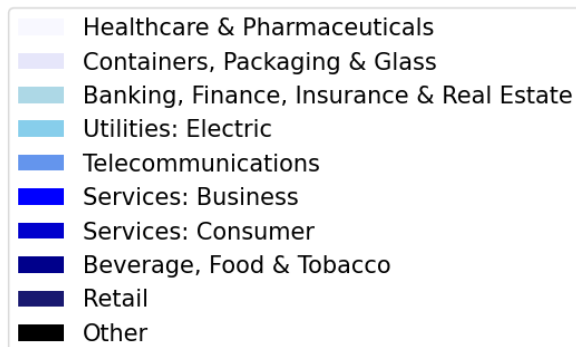 Healthcare & Pharmaceuticals
Containers, Packaging & Glass
Banking, Finance, Insurance & Real Estate
Utilities: Electric
Telecommunications
Services: Business
Services: Consumer
Beverage, Food & Tobacco
Retail
Other